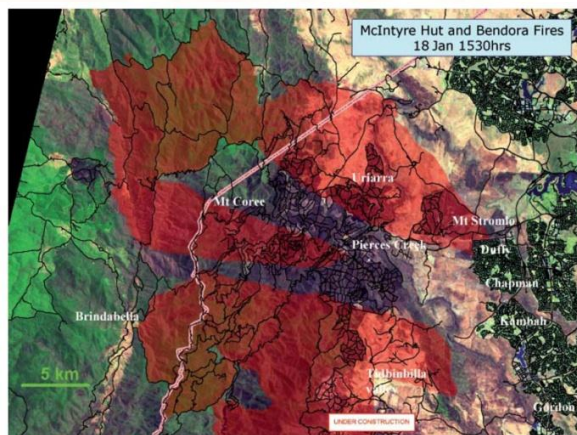 McIntyre Hut and Bendora Fires
18 Jan 1530hrs
Uriarra
Mt Coree
Mt Stromlo
Pierces Creek
Duffy
Chapman
Brindabella
Kambah
5 km
Tidbinbilla
valley
Gordon
UNDER CONSTRUCTION